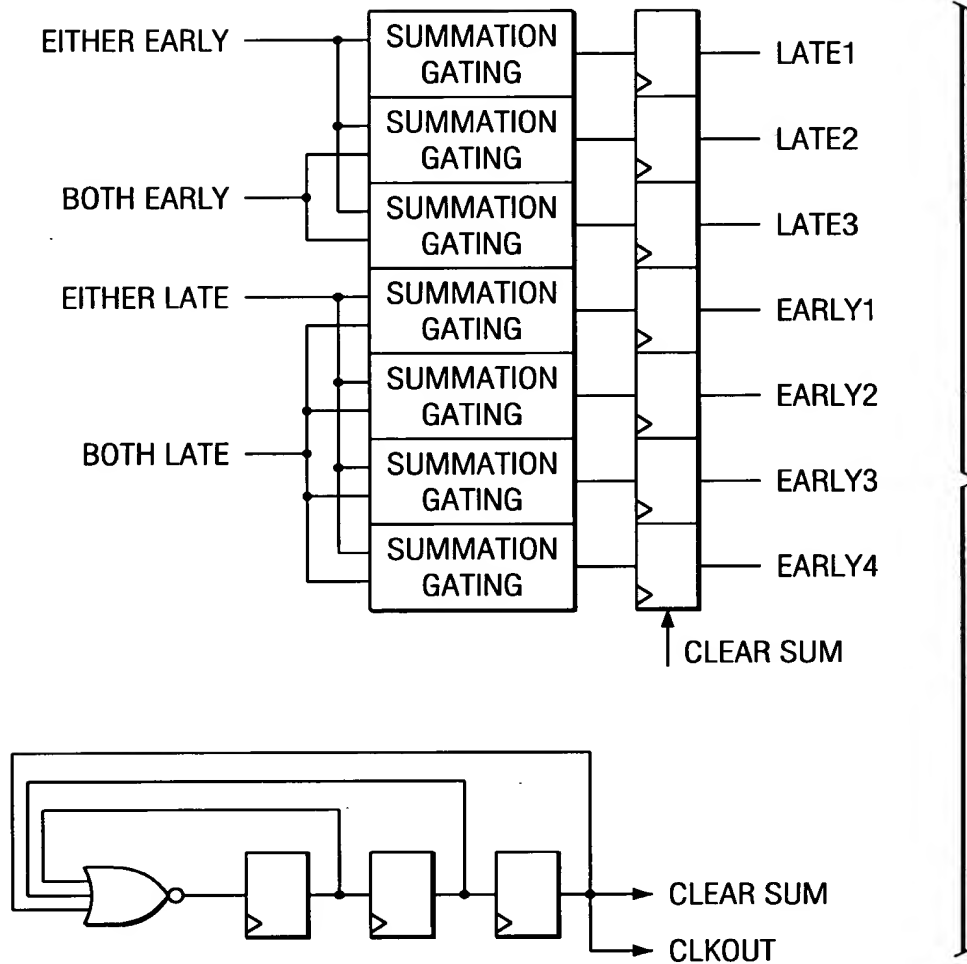 EITHER EARLY
BOTH EARLY
EITHER LATE
BOTH LATE
SUMMATION
GATING
SUMMATION
GATING
SUMMATION
GATING
SUMMATION
GATING
SUMMATION
GATING
SUMMATION
GATING
SUMMATION
GATING
LATE1
LATE2
LATE3
EARLY1
EARLY2
EARLY3
EARLY4
CLEAR SUM
CLEAR SUM
CLKOUT